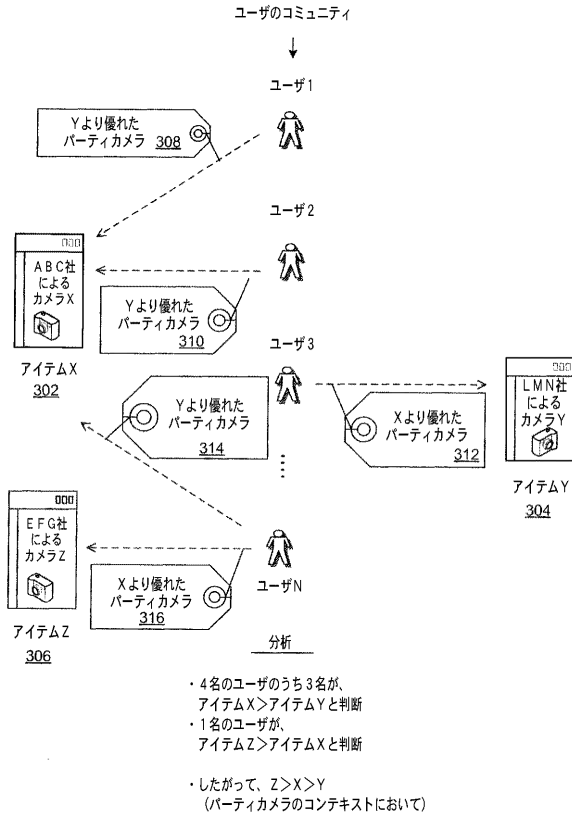 ユーザのコミュニティ
ユーザ1
Yより優れた
パーティカメラ 308
ユーザ2
ABC社
による
カメラX
Yより優れた
パーティカメラ
310
アイテムX
302
ユーザ3
Yより優れた
パーティカメラ
314
Xより優れた
パーティカメラ
312
LMN社
による
カメラY
アイテムY
304
EFG社
による
カメラZ
Xより優れた
パーティカメラ
316
ユーザN
アイテムZ
306
分析
・4名のユーザのうち3名が、
アイテムX>アイテムYと判断
・1名のユーザが、
アイテムZ>アイテムXと判断
・したがって、Z>X>Y
(パーティカメラのコンテキストにおいて)